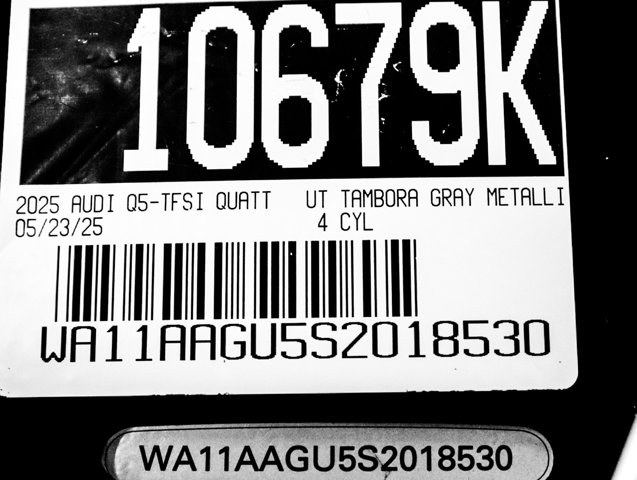 10679K
2025 AUDI Q5-TFSI QUATT UT TAMBORA GRAY METALLI
05/23/25 4 CYL
WA11AAGU5S2018530
WA11AAGU5S2018530